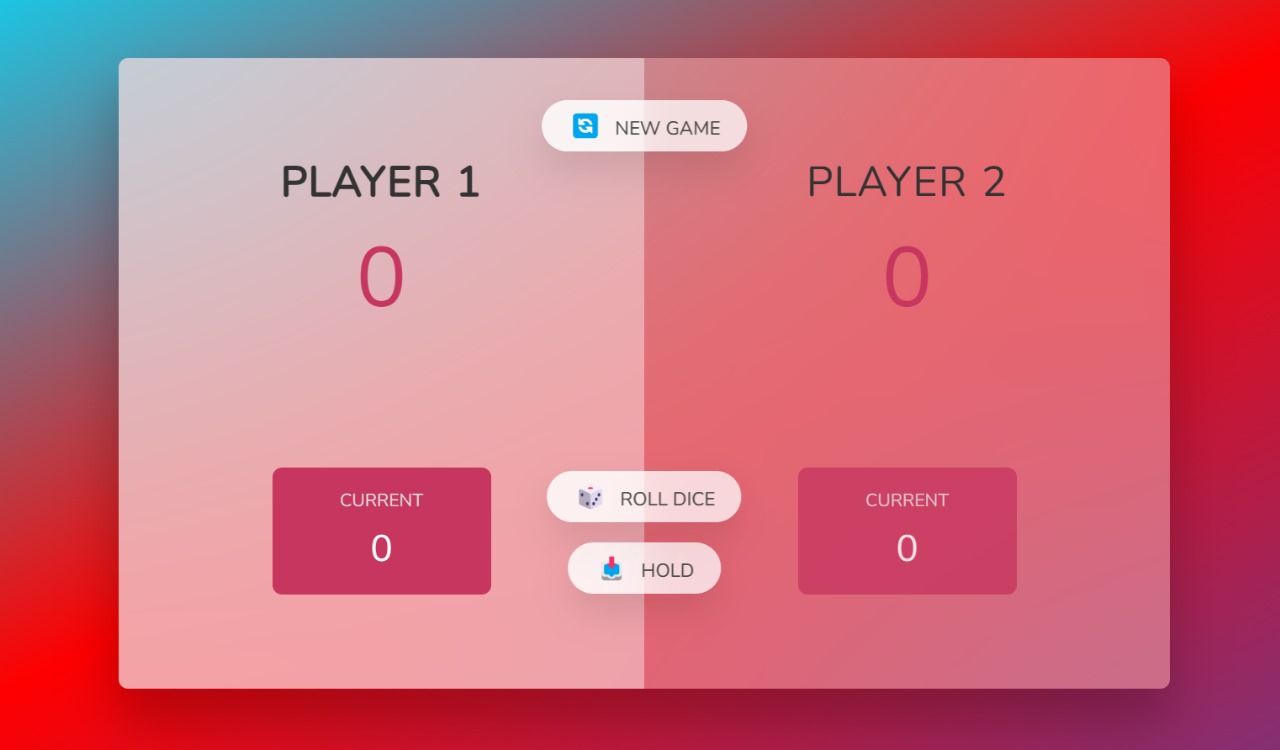 NEW GAME
PLAYER 1
0
PLAYER 2
0
CURRENT
0
ROLL DICE
HOLD
CURRENT
0